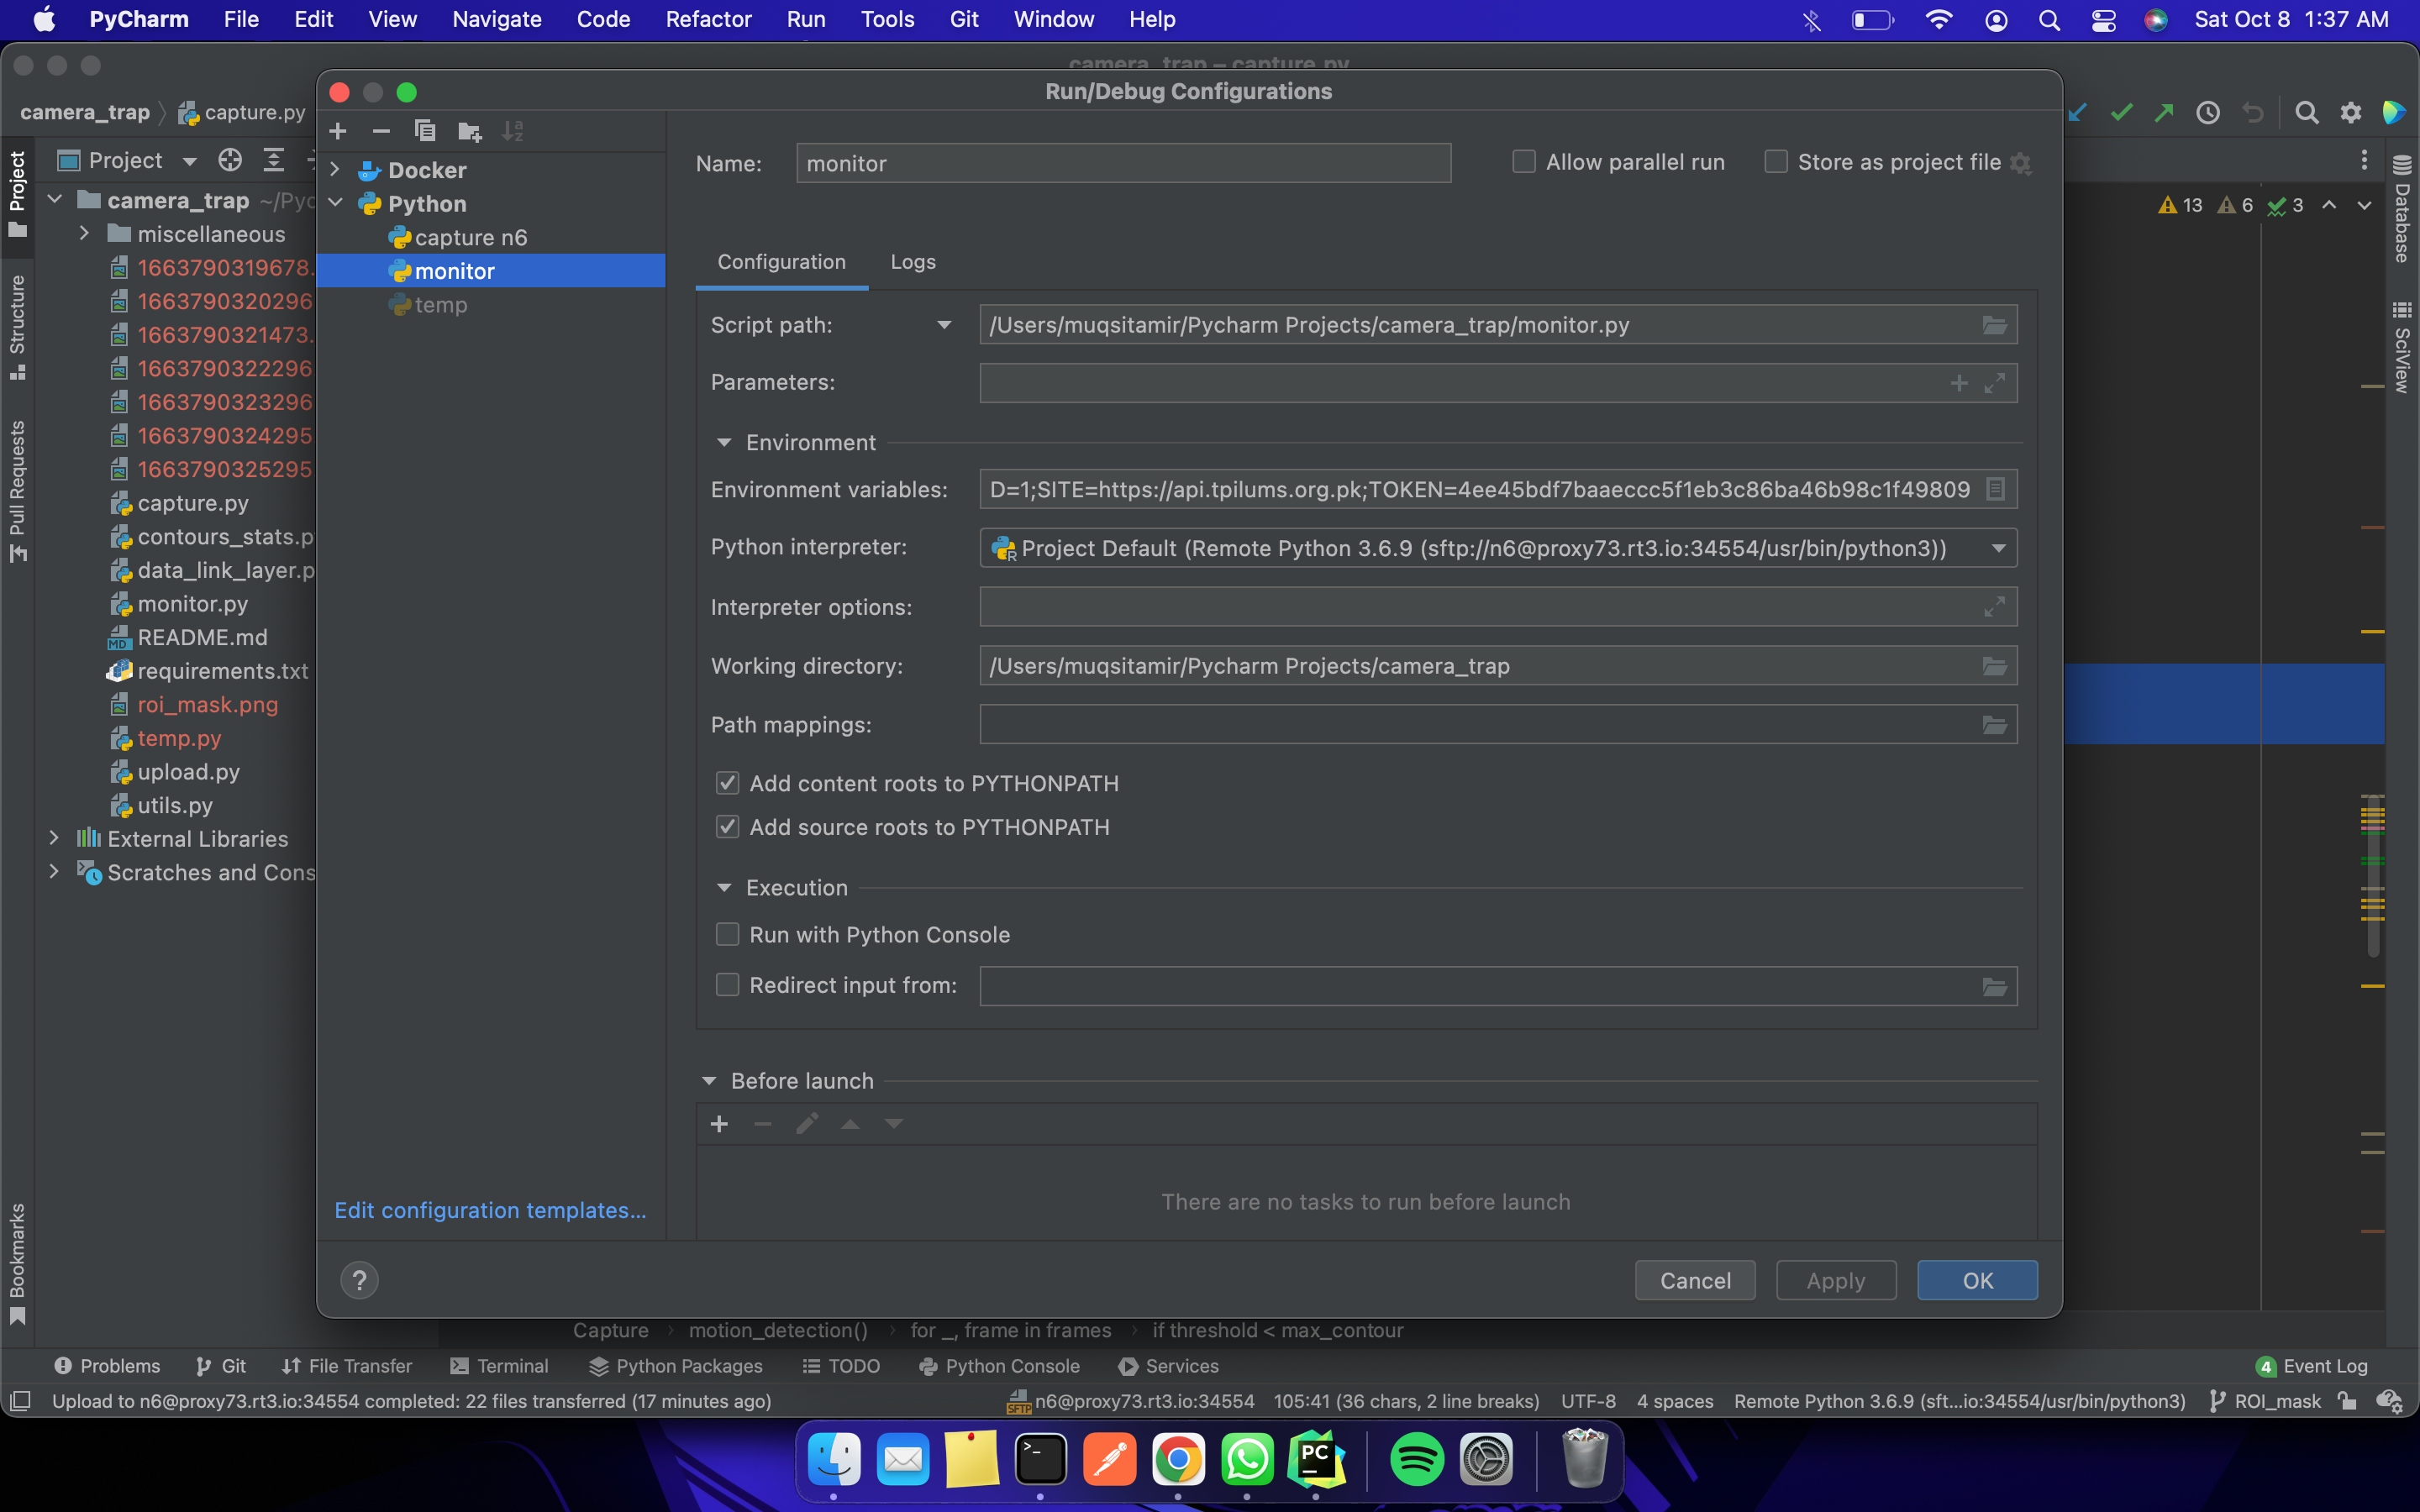 PyCharm File Edit View Navigate Code Refactor Run Tools Git Window Help Sat Oct 8 1:37 AM
camera_trap – capture.py
Run/Debug Configurations
camera_trap capture.py
Project
Name: monitor Allow parallel run Store as project file
Docker
Python
capture n6
monitor
temp
camera_trap ~/Pyc
miscellaneous
1663790319678.
1663790320296
1663790321473.
1663790322296
1663790323296
1663790324295
1663790325295
capture.py
contours_stats.p
data_link_layer.p
monitor.py
README.md
requirements.txt
roi_mask.png
temp.py
upload.py
utils.py
External Libraries
Scratches and Cons
13 6 3
Configuration Logs
Script path: /Users/muqsitamir/Pycharm Projects/camera_trap/monitor.py
Parameters:
Environment
Environment variables: D=1;SITE=https://api.tpilums.org.pk;TOKEN=4ee45bdf7baaeccc5f1eb3c86ba46b98c1f49809
Python interpreter: Project Default (Remote Python 3.6.9 (sftp://n6@proxy73.rt3.io:34554/usr/bin/python3))
Interpreter options:
Working directory: /Users/muqsitamir/Pycharm Projects/camera_trap
Path mappings:
Add content roots to PYTHONPATH
Add source roots to PYTHONPATH
Execution
Run with Python Console
Redirect input from:
Before launch
There are no tasks to run before launch
Edit configuration templates...
? Cancel Apply OK
Project
Structure
Pull Requests
Bookmarks
Database
SciView
Capture motion_detection() for _, frame in frames if threshold < max_contour
Problems Git File Transfer Terminal Python Packages TODO Python Console Services 4 Event Log
Upload to n6@proxy73.rt3.io:34554 completed: 22 files transferred (17 minutes ago) SFTP n6@proxy73.rt3.io:34554 105:41 (36 chars, 2 line breaks) UTF-8 4 spaces Remote Python 3.6.9 (sft...io:34554/usr/bin/python3) ROI_mask
PC